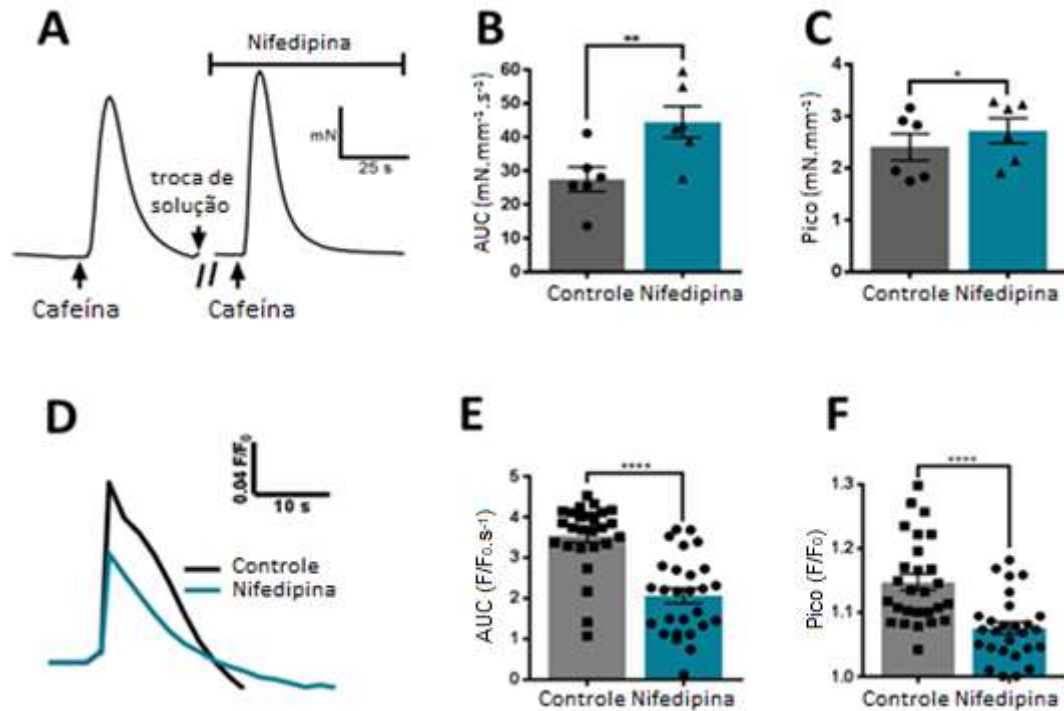 A
Nifedipina
mN
25 s
troca de
solução
Cafeína
Cafeína
B
**
AUC (mN.mm⁻¹.s⁻¹)
60
50
40
30
20
10
0
Controle Nifedipina
C
*
Pico (mN.mm⁻¹)
4
3
2
1
0
Controle Nifedipina
D
0.04 F/F₀
10 s
Controle
Nifedipina
E
****
AUC (F/F₀.s⁻¹)
5
4
3
2
1
0
Controle Nifedipina
F
****
Pico (F/F₀)
1.3
1.2
1.1
1.0
Controle Nifedipina